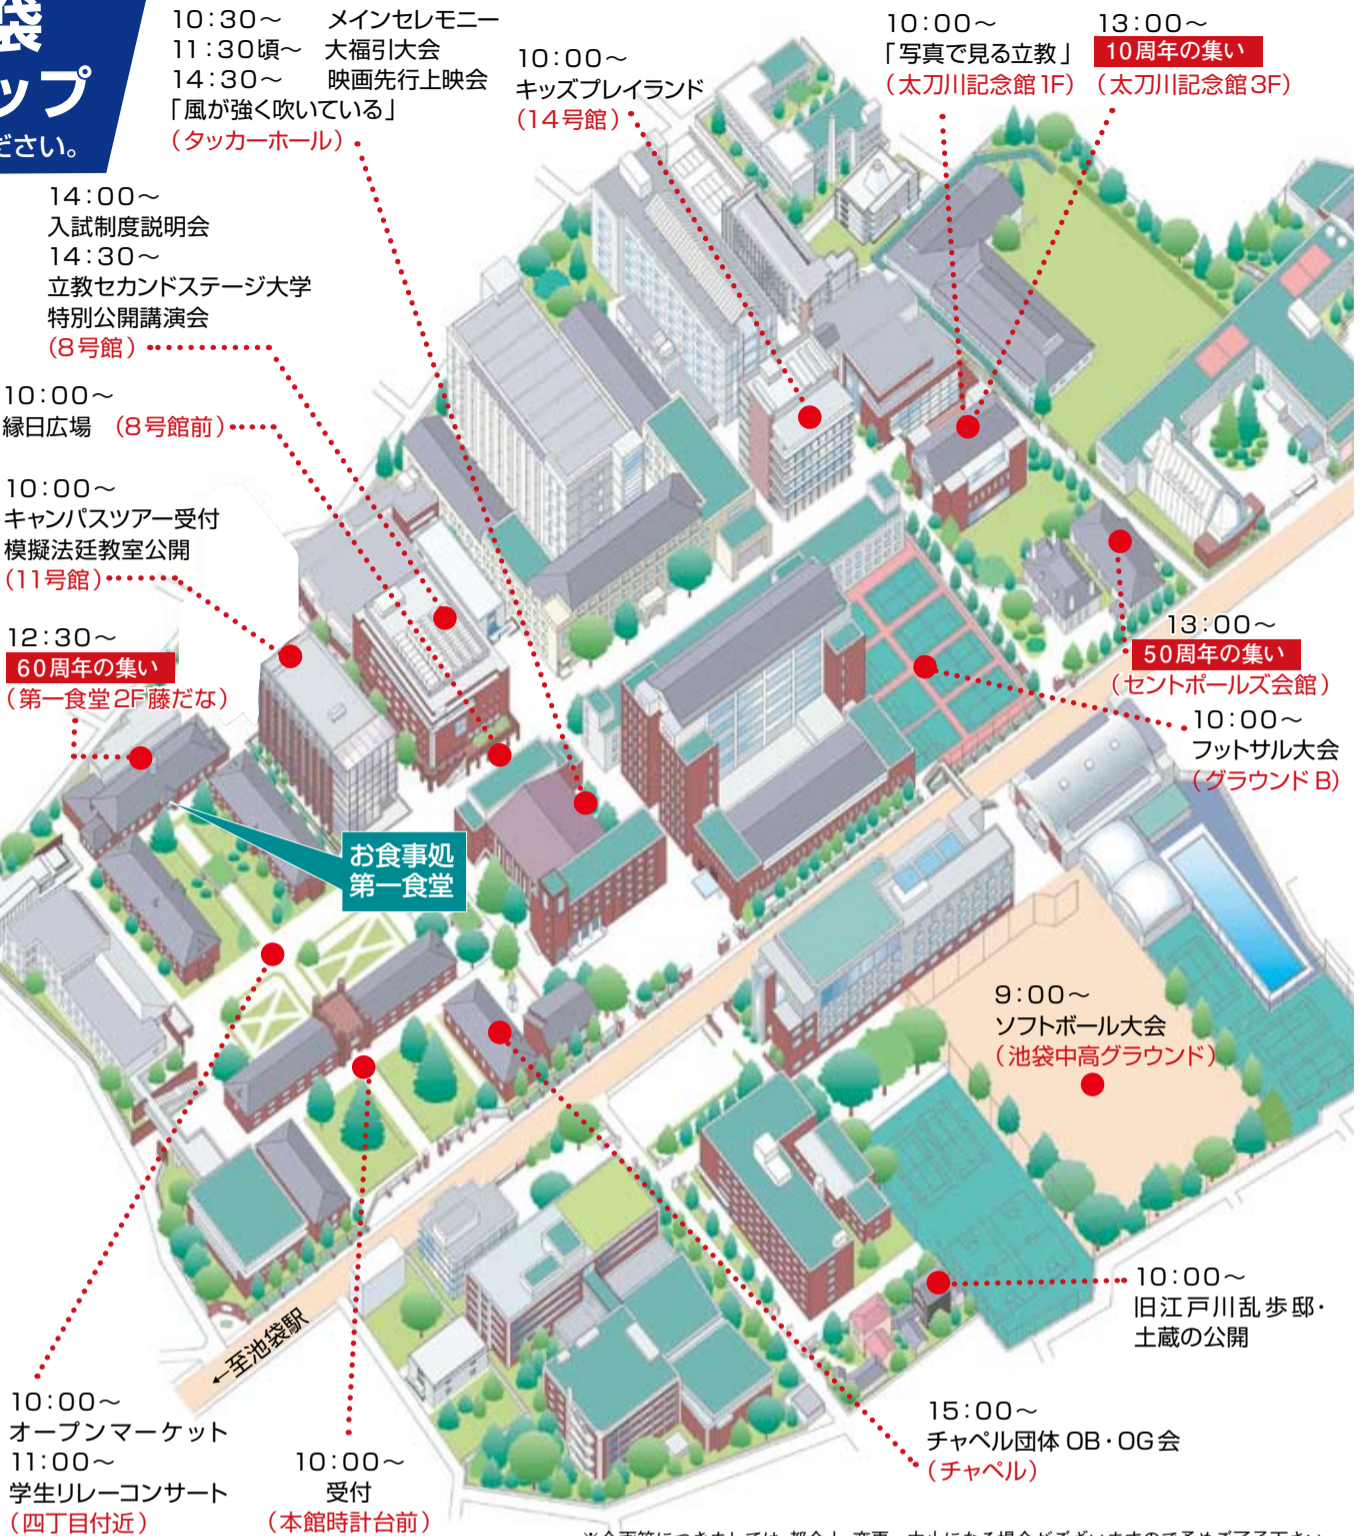 袋
ップ
ださい。
10:30～ メインセレモニー
11:30頃～ 大福引大会
14:30～ 映画先行上映会
「風が強く吹いている」
（タッカーホール）
10:00～
キッズプレイランド
（14号館）
10:00～
「写真で見る立教」
（太刀川記念館1F）
13:00～
10周年の集い
（太刀川記念館3F）
14:00～
入試制度説明会
14:30～
立教セカンドステージ大学
特別公開講演会
（8号館）
10:00～
縁日広場 （8号館前）
10:00～
キャンパスツアー受付
模擬法廷教室公開
（11号館）
12:30～
60周年の集い
（第一食堂2F藤だな）
13:00～
50周年の集い
（セントポールズ会館）
10:00～
フットサル大会
（グラウンドB）
お食事処
第一食堂
9:00～
ソフトボール大会
（池袋中高グラウンド）
10:00～
旧江戸川乱歩邸・
土蔵の公開
←至池袋駅
10:00～
オープンマーケット
11:00～
学生リレーコンサート
（四丁目付近）
10:00～
受付
（本館時計台前）
15:00～
チャペル団体 OB・OG会
（チャペル）